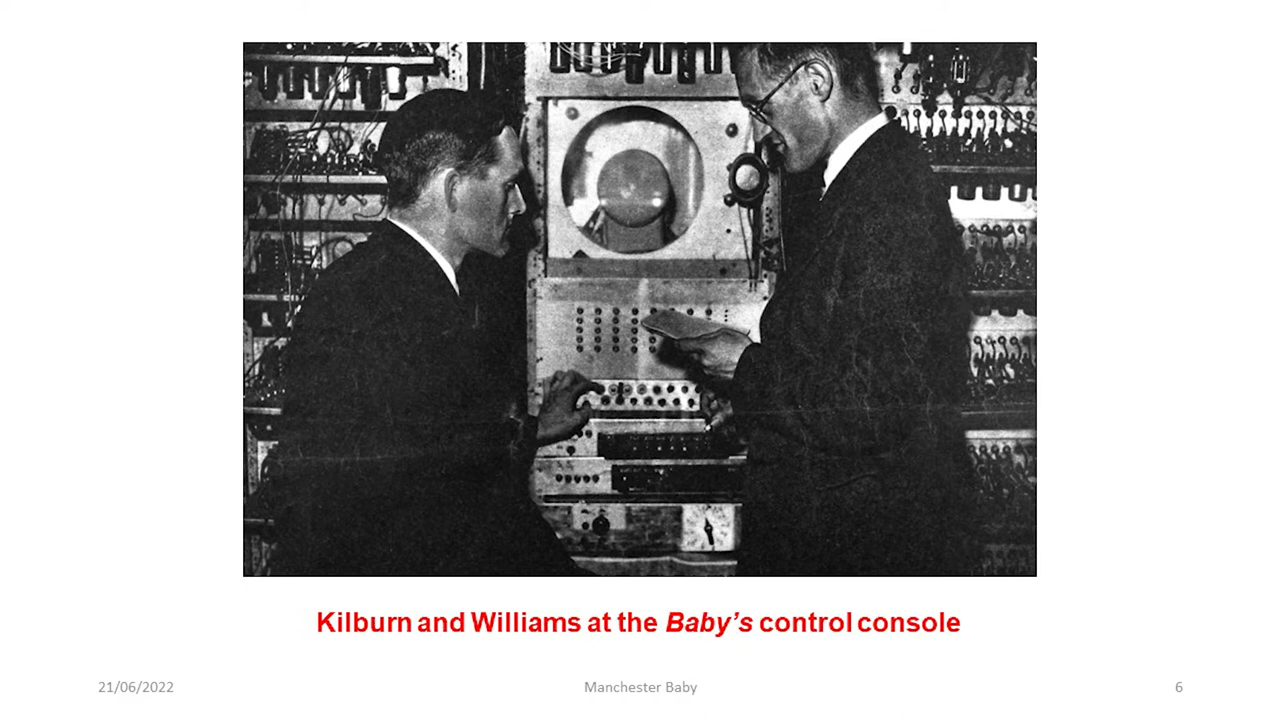 Kilburn and Williams at the Baby's control console
21/06/2022
Manchester Baby
6